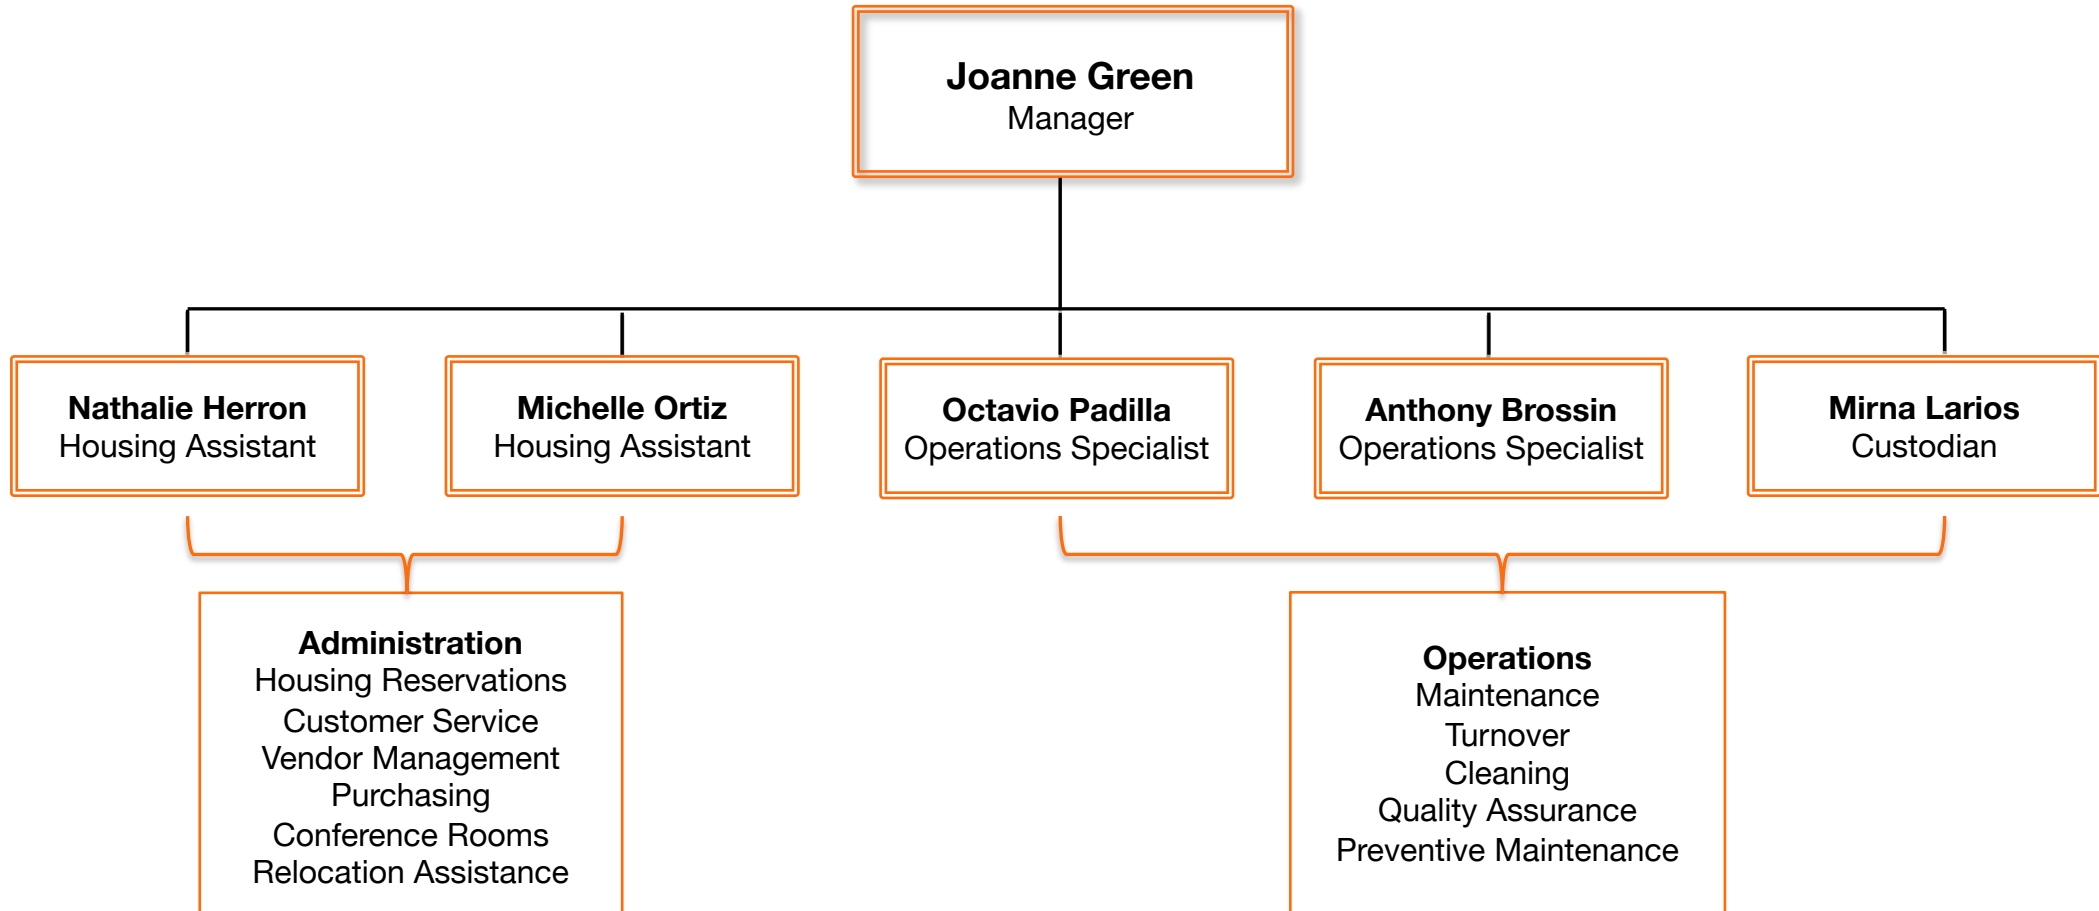 Joanne Green
Manager
Nathalie Herron
Housing Assistant
Michelle Ortiz
Housing Assistant
Octavio Padilla
Operations Specialist
Anthony Brossin
Operations Specialist
Mirna Larios
Custodian
Administration
Housing Reservations
Customer Service
Vendor Management
Purchasing
Conference Rooms
Relocation Assistance
Operations
Maintenance
Turnover
Cleaning
Quality Assurance
Preventive Maintenance